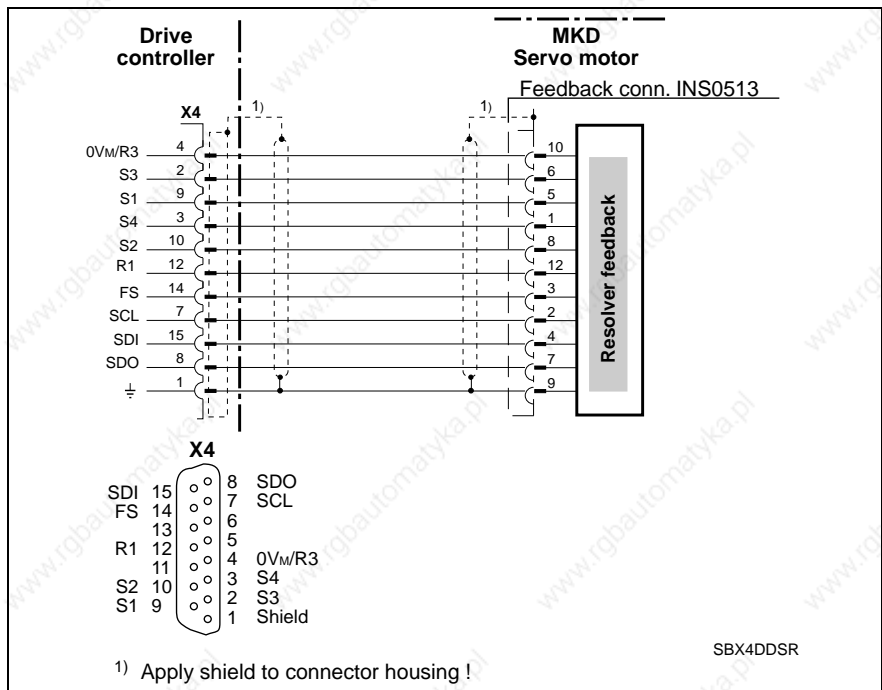 Drive controller
MKD Servo motor
Feedback conn. INS0513
X4
1)
1)
0VM/R3 4 10
S3 2 6
S1 9 5
S4 3 1
S2 10 8
R1 12 12
FS 14 3
SCL 7 2
SDI 15 4
SDO 8 7
1 9
Resolver feedback
X4
8 SDO
SDI 15
7 SCL
FS 14
6
13
5
R1 12
4 0VM/R3
11
3 S4
S2 10
2 S3
S1 9
1 Shield
SBX4DDSR
1) Apply shield to connector housing !
www.rgbautomatyka.pl